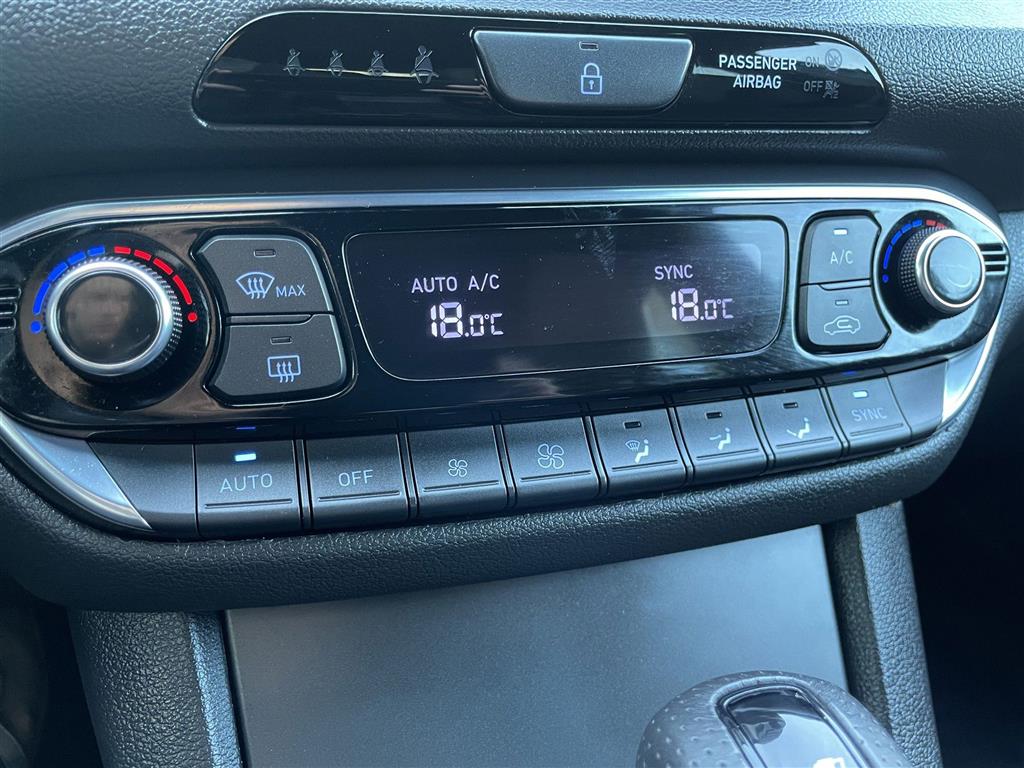 PASSENGER ON
AIRBAG OFF
MAX
AUTO A/C
SYNC
18.0°C
18.0°C
A/C
AUTO
OFF
SYNC